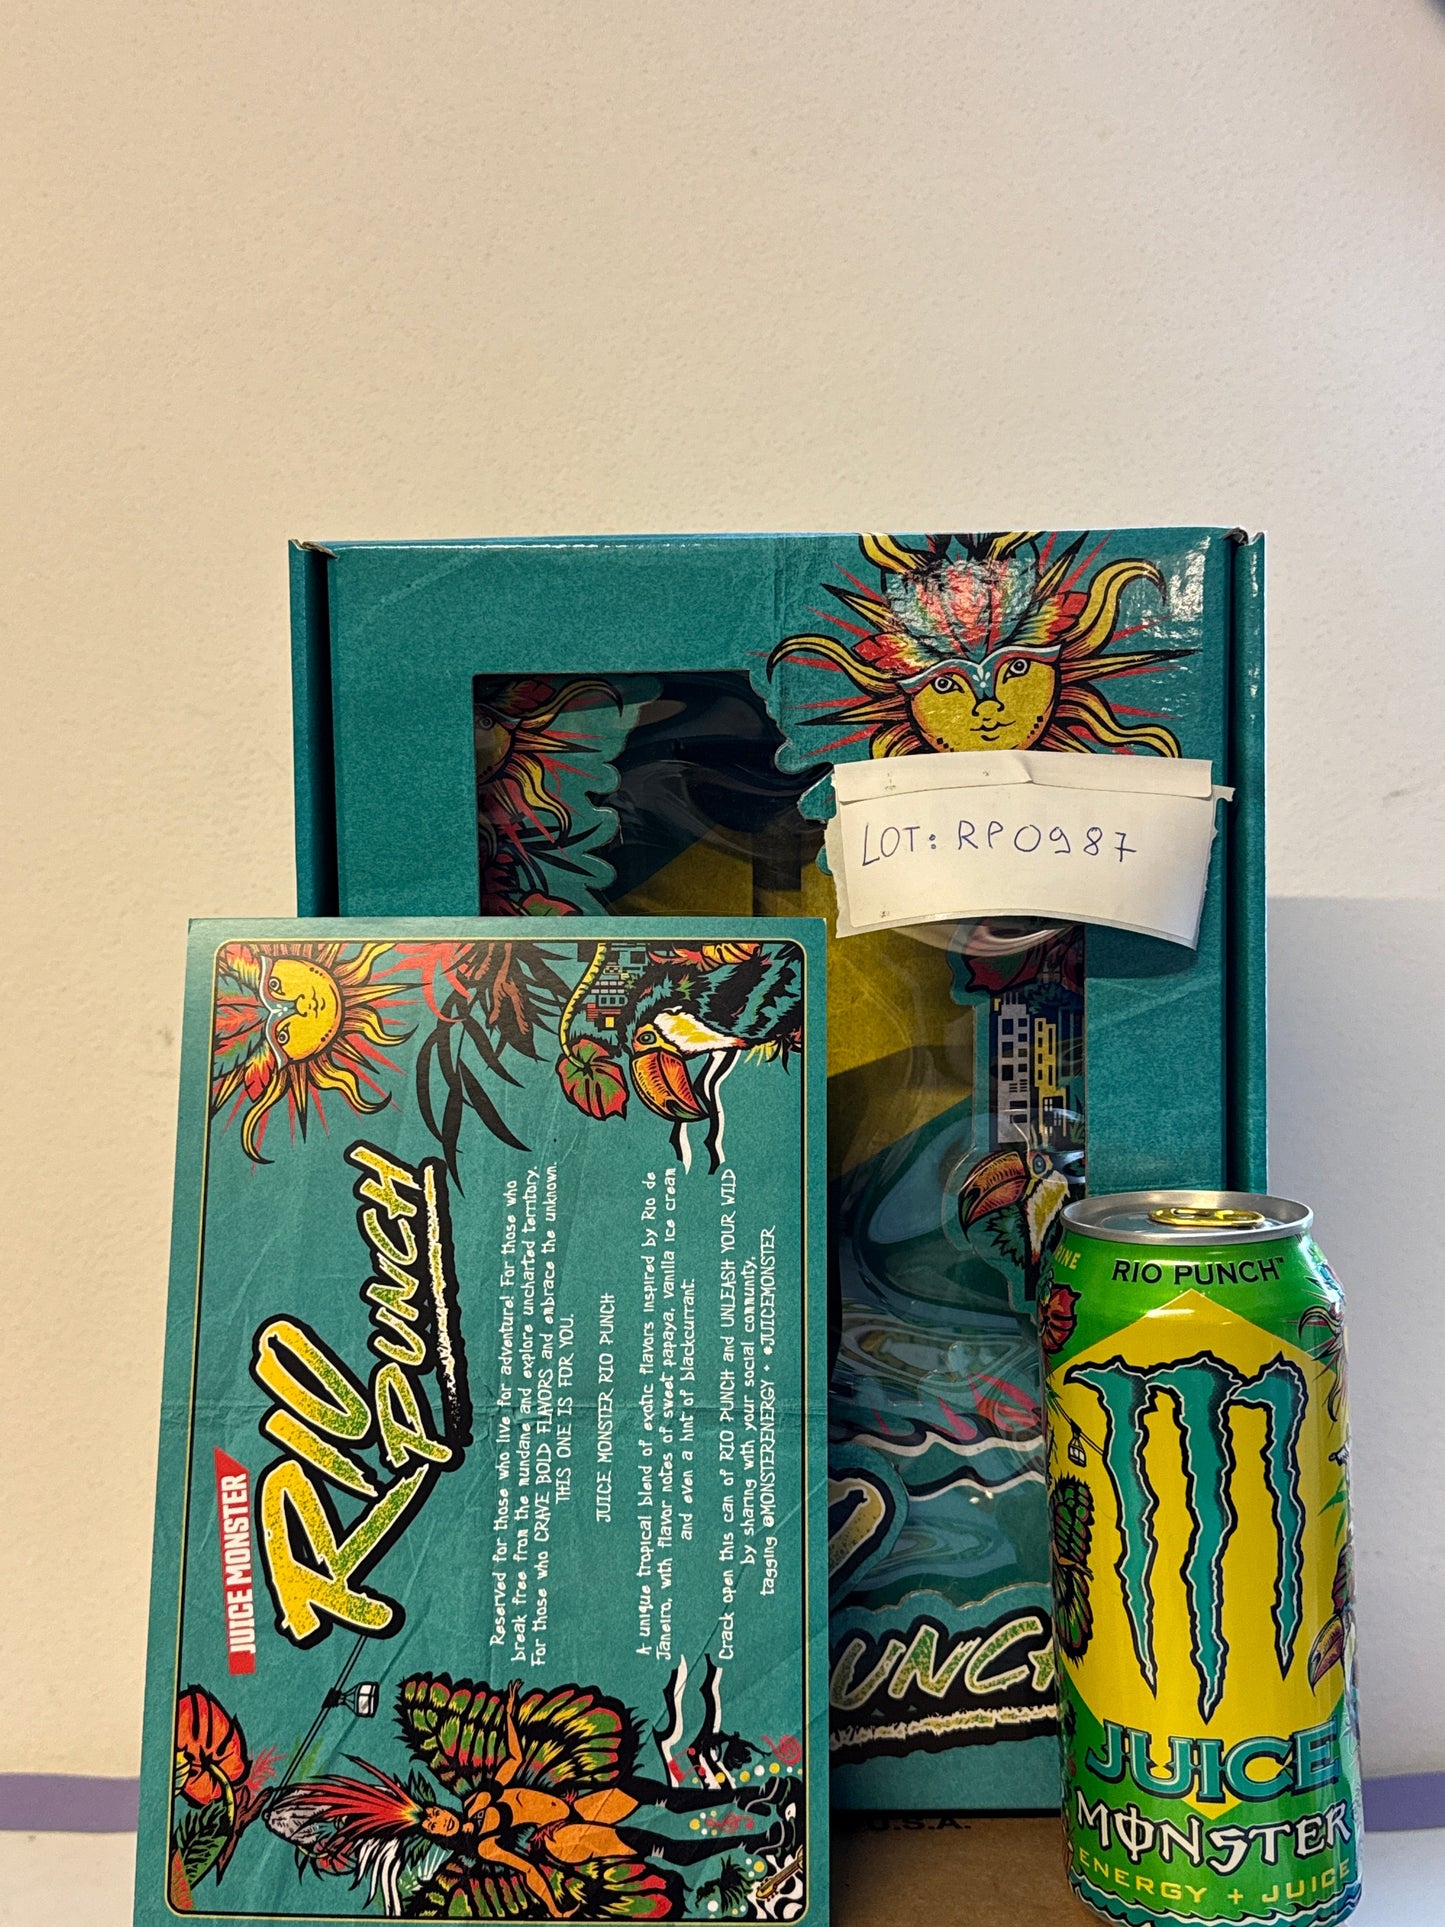 LOT: RP0987
JUICE MONSTER
RIO
PUNCH
Reserved for those who live for adventure! For those who
break free from the mundane and explore uncharted territory.
For those who CRAVE BOLD FLAVORS and embrace the unknown.
THIS ONE IS FOR YOU.
JUICE MONSTER RIO PUNCH
A unique tropical blend of exotic flavors inspired by Rio de
Janeiro, with flavor notes of sweet papaya, vanilla ice cream
and even a hint of blackcurrant.
Crack open this can of RIO PUNCH and UNLEASH YOUR WILD
by sharing with your social community,
tagging @MONSTERENERGY + #JUICEMONSTER
UNCH
U.S.A.
RIO PUNCH™
JUICE
MONSTER
ENERGY + JUICE